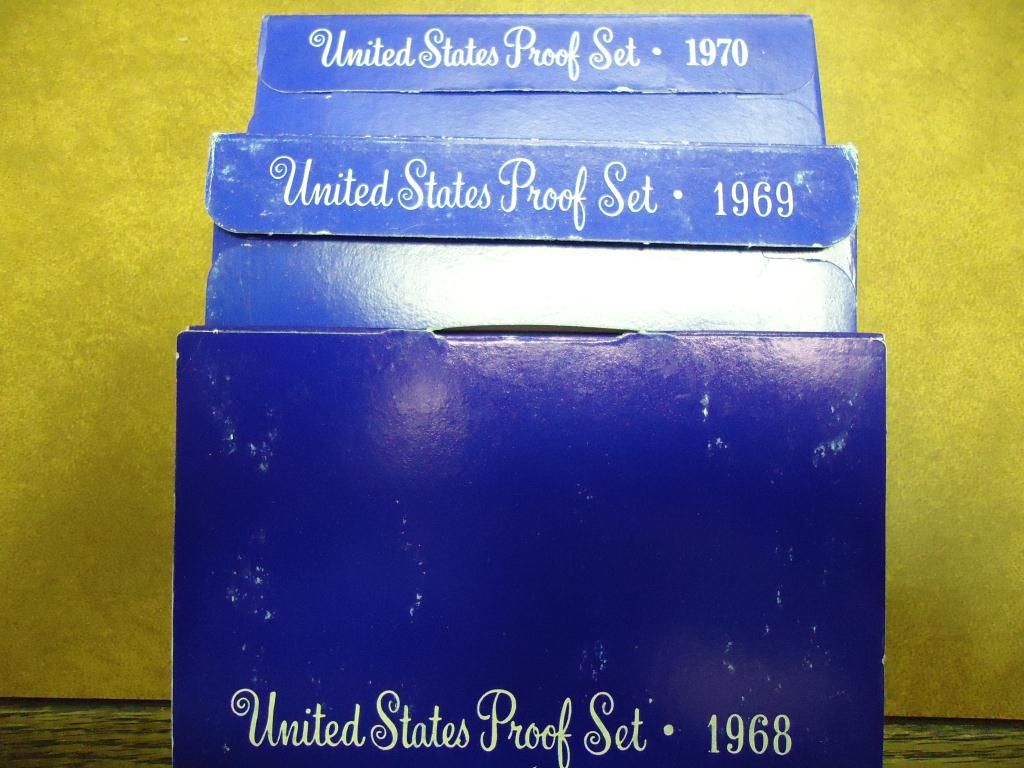 United States Proof Set • 1970
United States Proof Set • 1969
United States Proof Set • 1968